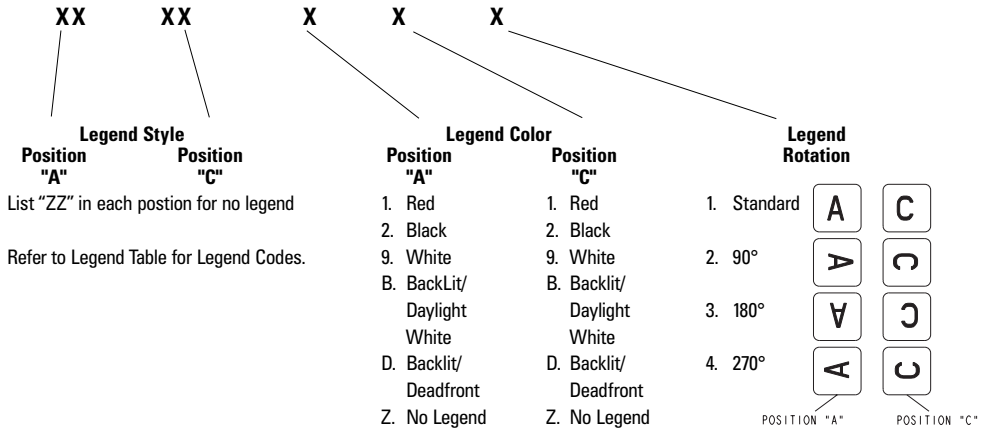 XX XX X X X
Legend Style
Position "A"
Position "C"
List “ZZ” in each postion for no legend
Refer to Legend Table for Legend Codes.
Legend Color
Position "A"
1. Red
2. Black
9. White
B. BackLit/
Daylight
White
D. Backlit/
Deadfront
Z. No Legend
Position "C"
1. Red
2. Black
9. White
B. Backlit/
Daylight
White
D. Backlit/
Deadfront
Z. No Legend
Legend
Rotation
1. Standard A C
2. 90° A C
3. 180° A C
4. 270° A C
POSITION "A" POSITION "C"